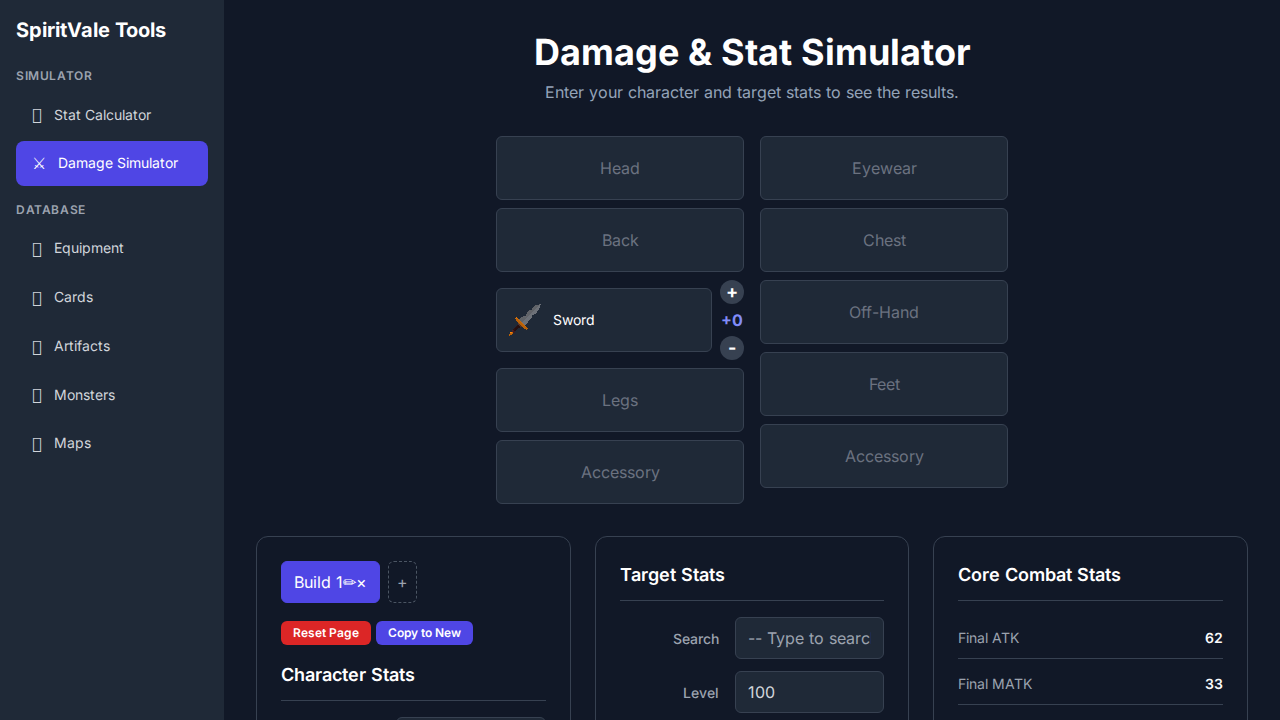 SpiritVale Tools
SIMULATOR
Stat Calculator
⚔ Damage Simulator
DATABASE
Equipment
Cards
Artifacts
Monsters
Maps
Damage & Stat Simulator
Enter your character and target stats to see the results.
Head
Eyewear
Back
Chest
Sword
+
+0
-
Off-Hand
Legs
Feet
Accessory
Accessory
Build 1✏×
+
Reset Page
Copy to New
Character Stats
Target Stats
Search
-- Type to searc
Level
100
Core Combat Stats
Final ATK
62
Final MATK
33